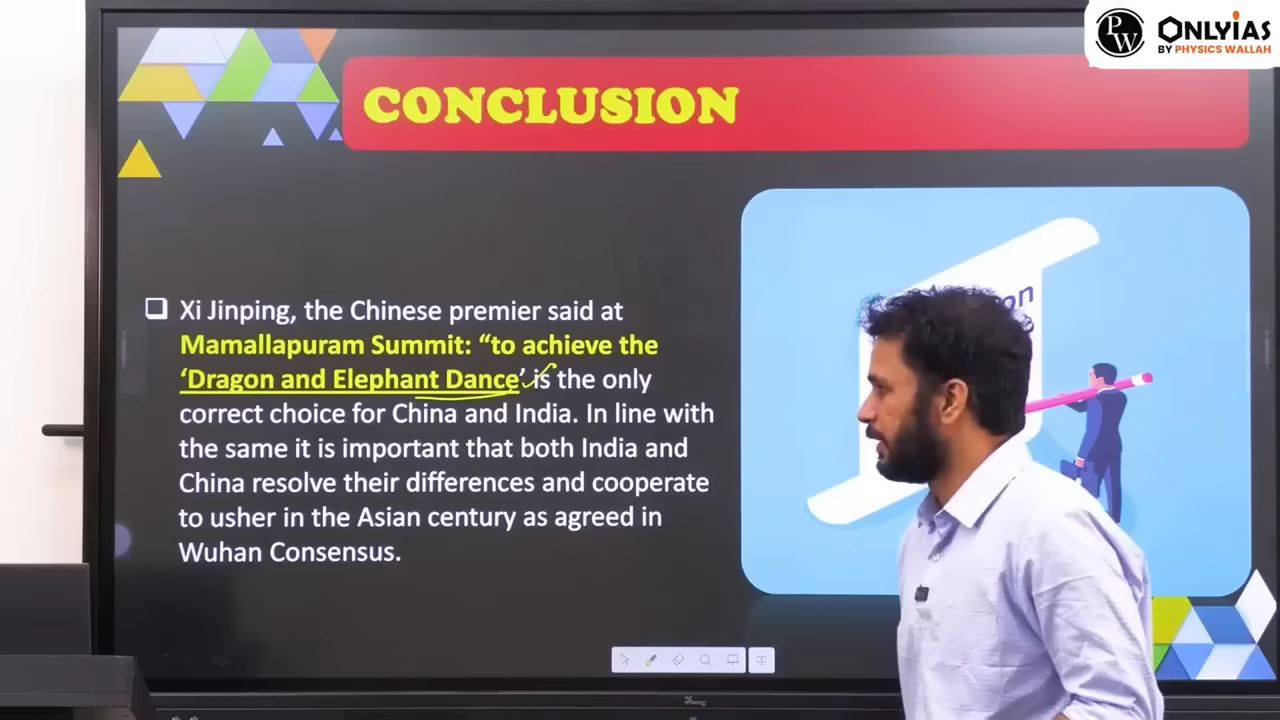 PW
ONLYIAS
BY PHYSICS WALLAH
CONCLUSION
❑ Xi Jinping, the Chinese premier said at
Mamallapuram Summit: “to achieve the
‘Dragon and Elephant Dance’ is the only
correct choice for China and India. In line with
the same it is important that both India and
China resolve their differences and cooperate
to usher in the Asian century as agreed in
Wuhan Consensus.